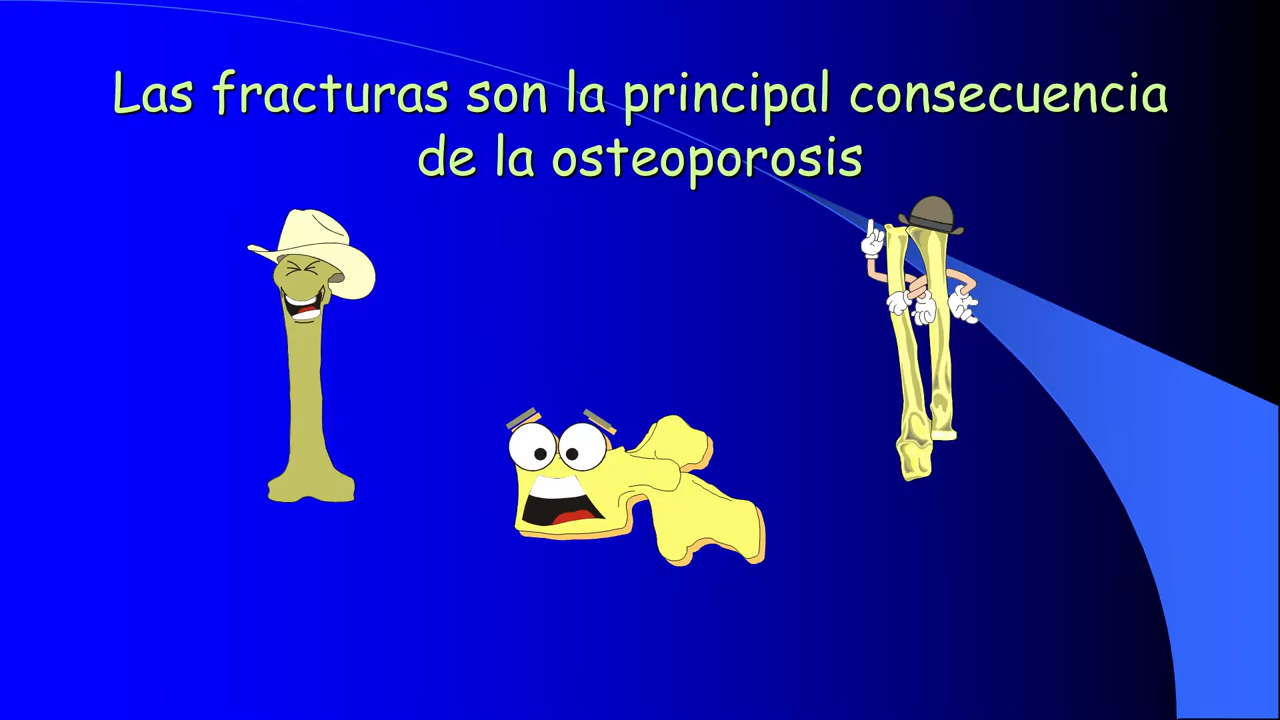 Las fracturas son la principal consecuencia
de la osteoporosis